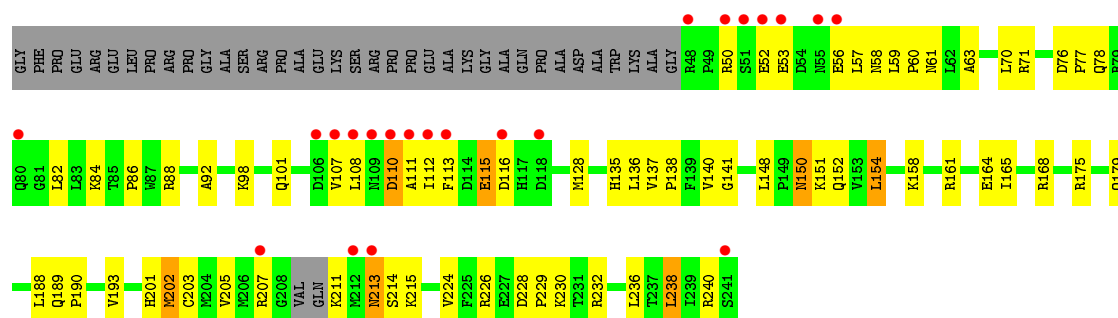 GLY PHE PRO GLU ARG GLU LEU PRO ARG PRO GLY ALA SER ARG PRO ALA GLU LYS SER ARG PRO PRO GLU ALA LYS GLY ALA GLN PRO ALA ASP ALA TRP LYS ALA GLY R48 P49 R50 S51 E52 E53 D54 N55 E56 L57 N58 L59 P60 N61 L62 A63 L70 R71 D76 P77 Q78 R79
Q80 G81 L82 L83 K84 T85 P86 W87 R88 A92 K98 Q101 D106 V107 L108 N109 D110 A111 I112 F113 D114 E115 D116 H117 D118 M128 H135 L136 V137 P138 F139 V140 G141 L148 P149 N150 K151 Q152 V153 L154 K158 R161 E164 I165 R168 R175 Q179
L188 Q189 P190 V193 H201 M202 C203 M204 V205 M206 R207 G208 VAL GLN K211 M212 N213 S214 K215 V224 F225 R226 E227 D228 P229 K230 T231 R232 L236 T237 L238 I239 R240 S241